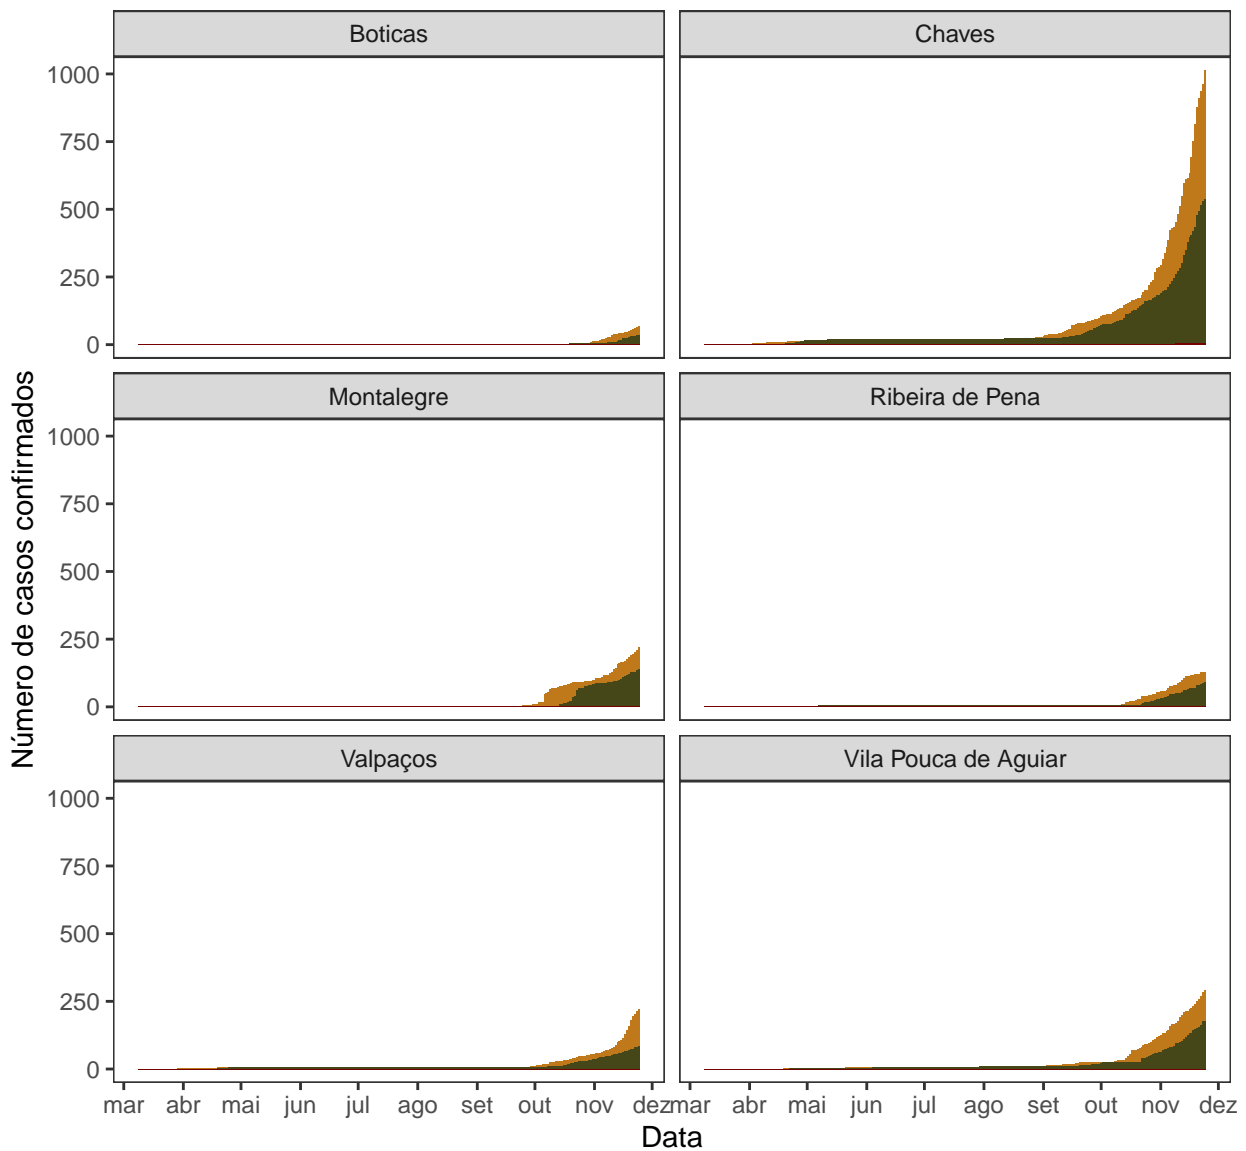 Boticas
Chaves
1000
750
500
250
0
Montalegre
Ribeira de Pena
1000
750
500
250
0
Valpaços
Vila Pouca de Aguiar
1000
750
500
250
0
mar abr mai jun jul ago set out nov dez
mar abr mai jun jul ago set out nov dez
Data
Número de casos confirmados